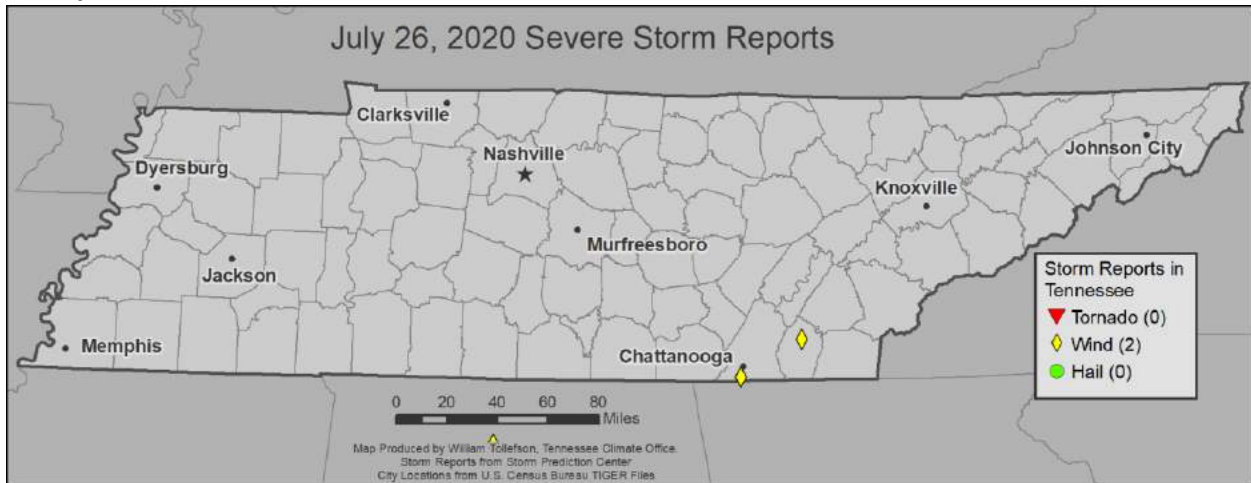 July 26, 2020 Severe Storm Reports
Clarksville
Nashville
Dyersburg
Johnson City
Knoxville
Murfreesboro
Jackson
Storm Reports in
Tennessee
Tornado (0)
Wind (2)
Hail (0)
Memphis
Chattanooga
0 20 40 60 80
Miles
Map Produced by William Tollefson, Tennessee Climate Office.
Storm Reports from Storm Prediction Center
City Locations from U.S. Census Bureau TIGER Files